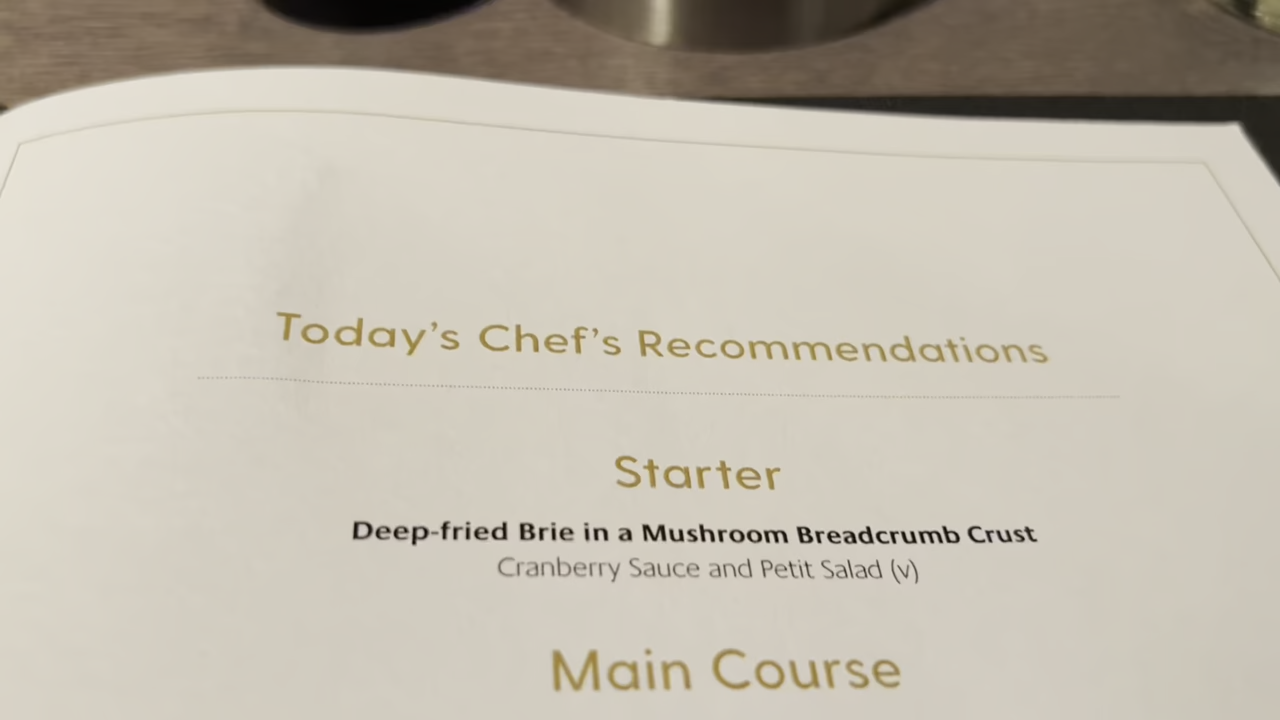 Today's Chef's Recommendations
Starter
Deep-fried Brie in a Mushroom Breadcrumb Crust
Cranberry Sauce and Petit Salad (v)
Main Course